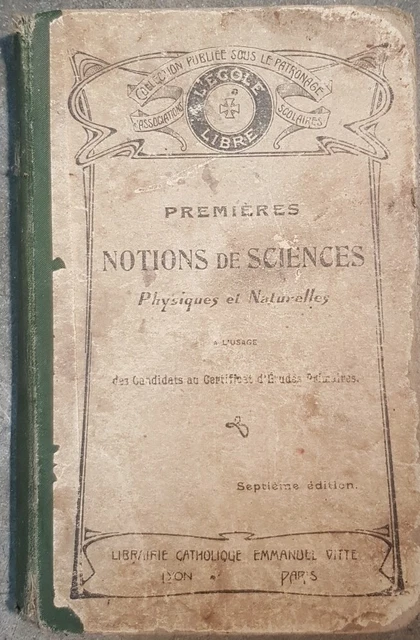 COLLECTION PUBLIÉE SOUS LE PATRONAGE
ASSOCIATIONS SCOLAIRES
L'ÉCOLE
LIBRE
PREMIÈRES
NOTIONS DE SCIENCES
Physiques et Naturelles
A L'USAGE
des Candidats au Certificat d'Études Primaires.
Septième édition.
LIBRAIRIE CATHOLIQUE EMMANUEL VITTE
LYON PARIS